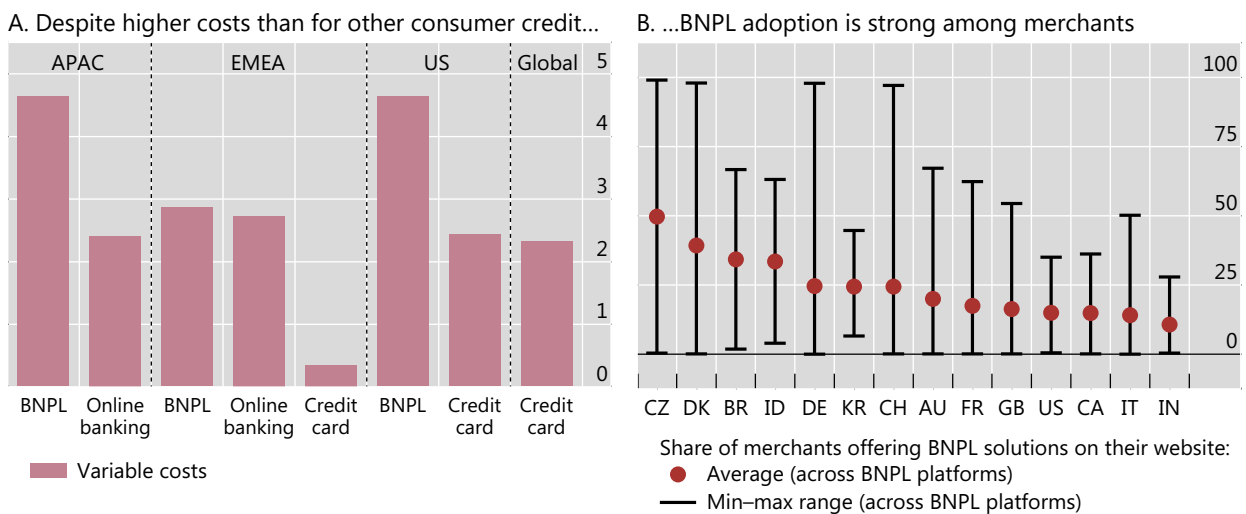 A. Despite higher costs than for other consumer credit...
APAC EMEA US Global
5
4
3
2
1
0
BNPL Online banking BNPL Online banking Credit card BNPL Credit card Credit card
Variable costs
B. ...BNPL adoption is strong among merchants
100
75
50
25
0
CZ DK BR ID DE KR CH AU FR GB US CA IT IN
Share of merchants offering BNPL solutions on their website:
Average (across BNPL platforms)
Min–max range (across BNPL platforms)